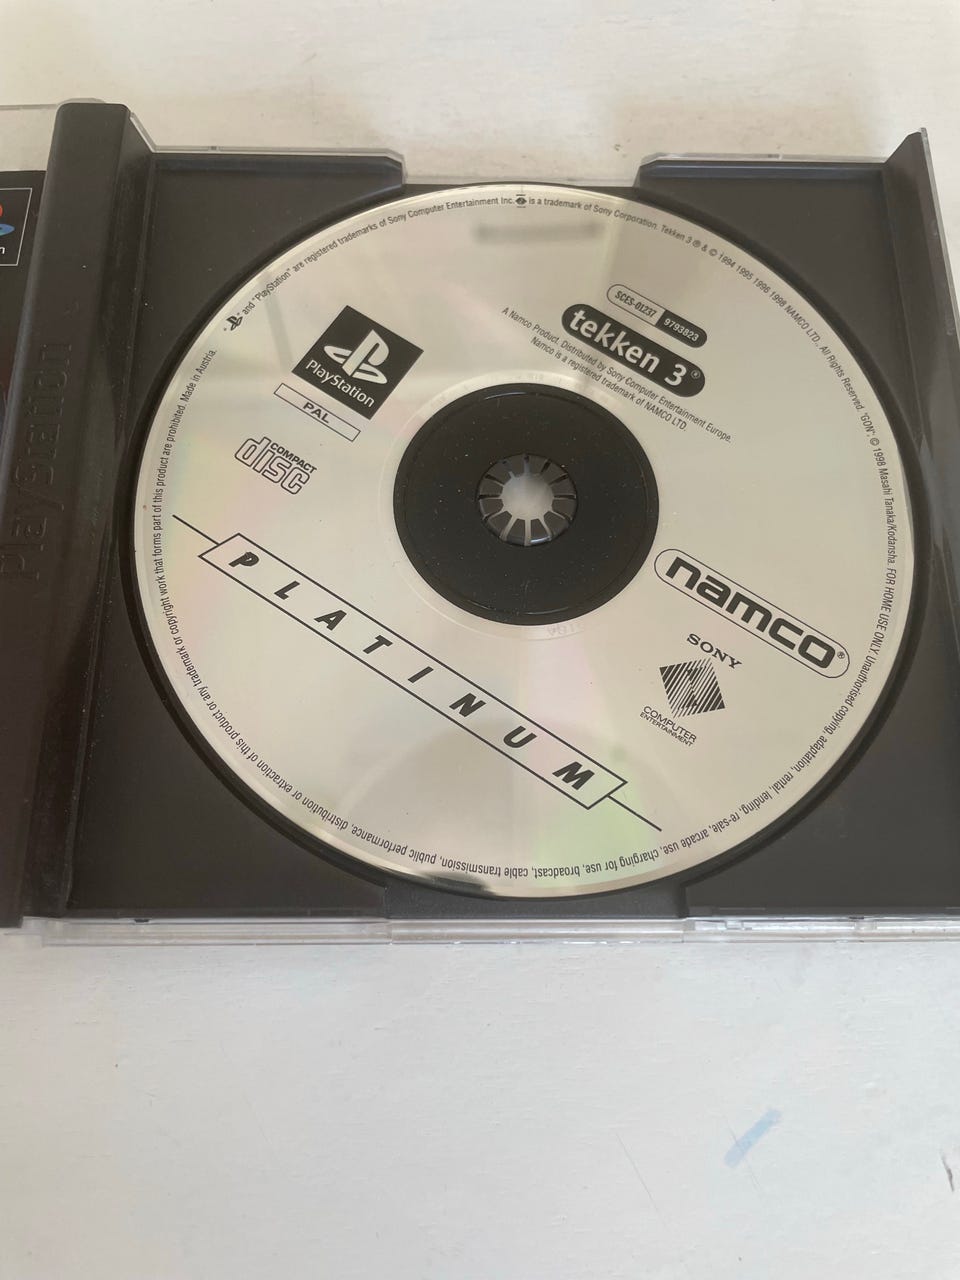 "PS" and "PlayStation" are registered trademarks of Sony Computer Entertainment Inc. is a trademark of Sony Corporation. Tekken 3 ® & © 1994 1995 1996 1998 NAMCO LTD., All Rights Reserved. "GON": © 1998 Masahi Tanaka/Kodansha. FOR HOME USE ONLY. Unauthorised copying, adaptation, rental, lending, re-sale, arcade use, charging for use, broadcast, cable transmission, public performance, distribution or extraction of this product or any trademark or copyright work that forms part of this product are prohibited. Made in Austria.
SCES-01237 9793823
tekken 3®
A Namco Product. Distributed by Sony Computer Entertainment Europe.
Namco is a registered trademark of NAMCO LTD.
PlayStation
PAL
COMPACT
disc
PLATINUM
namco®
SONY
COMPUTER
ENTERTAINMENT
PlayStation